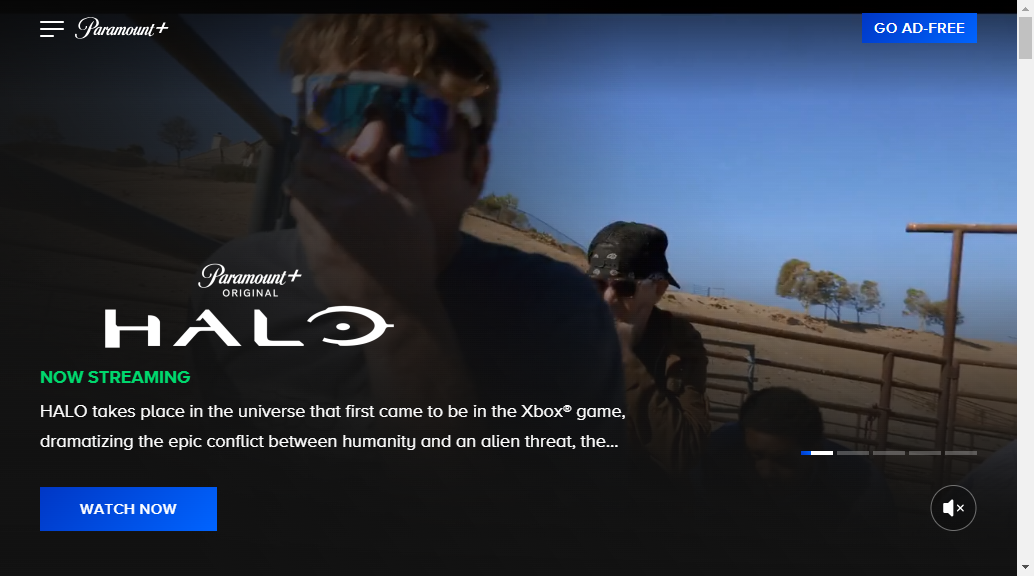 Paramount+
GO AD-FREE
Paramount+
ORIGINAL
HALO
NOW STREAMING
HALO takes place in the universe that first came to be in the Xbox® game,
dramatizing the epic conflict between humanity and an alien threat, the...
WATCH NOW